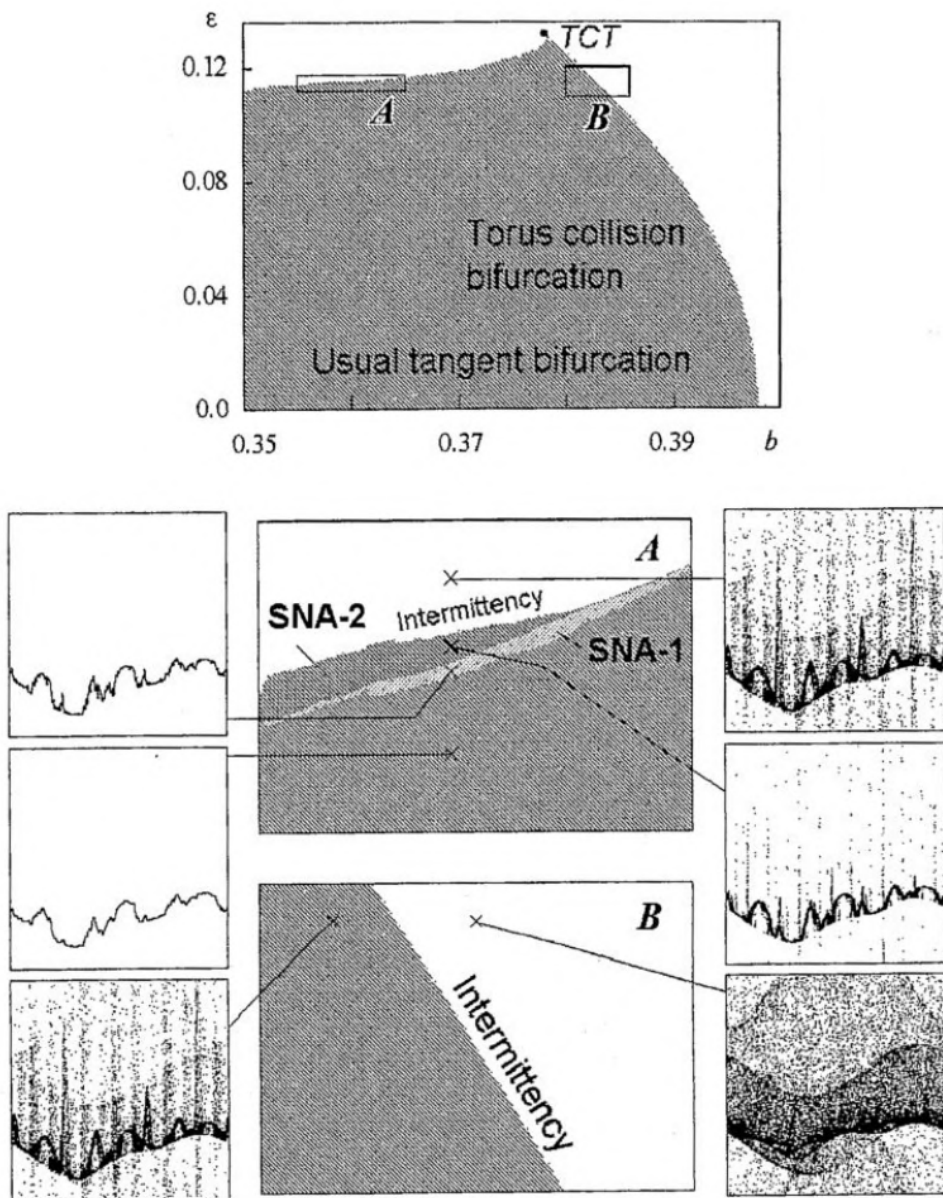 ε
TCT
0.12
A
B
0.08
Torus collision
bifurcation
0.04
Usual tangent bifurcation
0.0
0.35
0.37
0.39
b
A
Intermittency
SNA-2
SNA-1
B
Intermittency